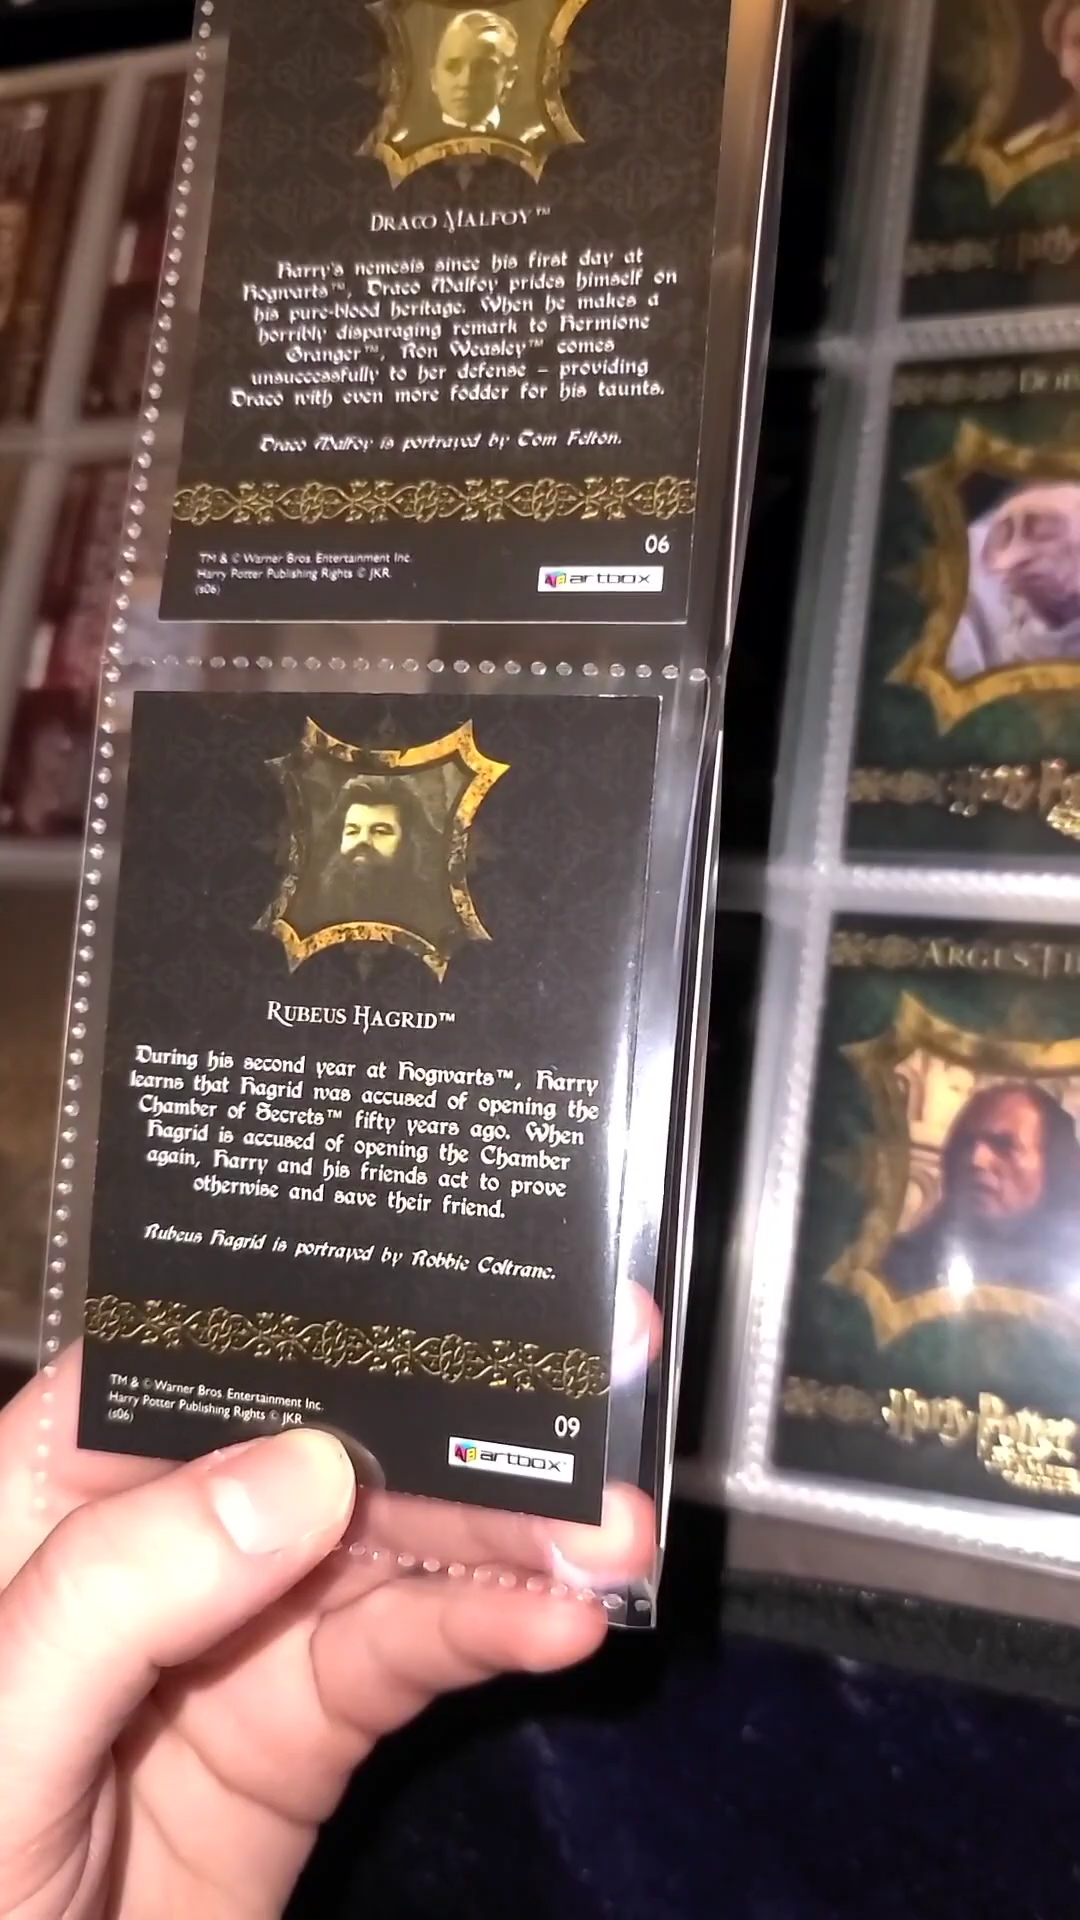 DRACO MALFOY™
Harry's nemesis since his first day at
Hogwarts™, Draco Malfoy prides himself on
his pure-blood heritage. When he makes a
horribly disparaging remark to Hermione
Granger™, Ron Weasley™ comes
unsuccessfully to her defense – providing
Draco with even more fodder for his taunts.
Draco Malfoy is portrayed by Tom Felton.
06
TM & © Warner Bros. Entertainment Inc.
Harry Potter Publishing Rights © JKR.
(s06)
artbox
RUBEUS HAGRID™
During his second year at Hogwarts™, Harry
learns that Hagrid was accused of opening the
Chamber of Secrets™ fifty years ago. When
Hagrid is accused of opening the Chamber
again, Harry and his friends act to prove
otherwise and save their friend.
Rubeus Hagrid is portrayed by Robbie Coltrane.
TM & © Warner Bros. Entertainment Inc.
Harry Potter Publishing Rights © JKR.
(s06)
09
artbox
ARGUS
Harry Potter